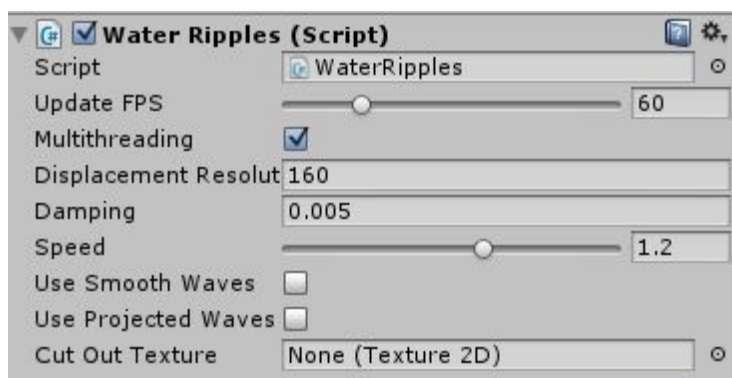 Water Ripples (Script)
Script WaterRipples
Update FPS 60
Multithreading
Displacement Resolut 160
Damping 0.005
Speed 1.2
Use Smooth Waves
Use Projected Waves
Cut Out Texture None (Texture 2D)